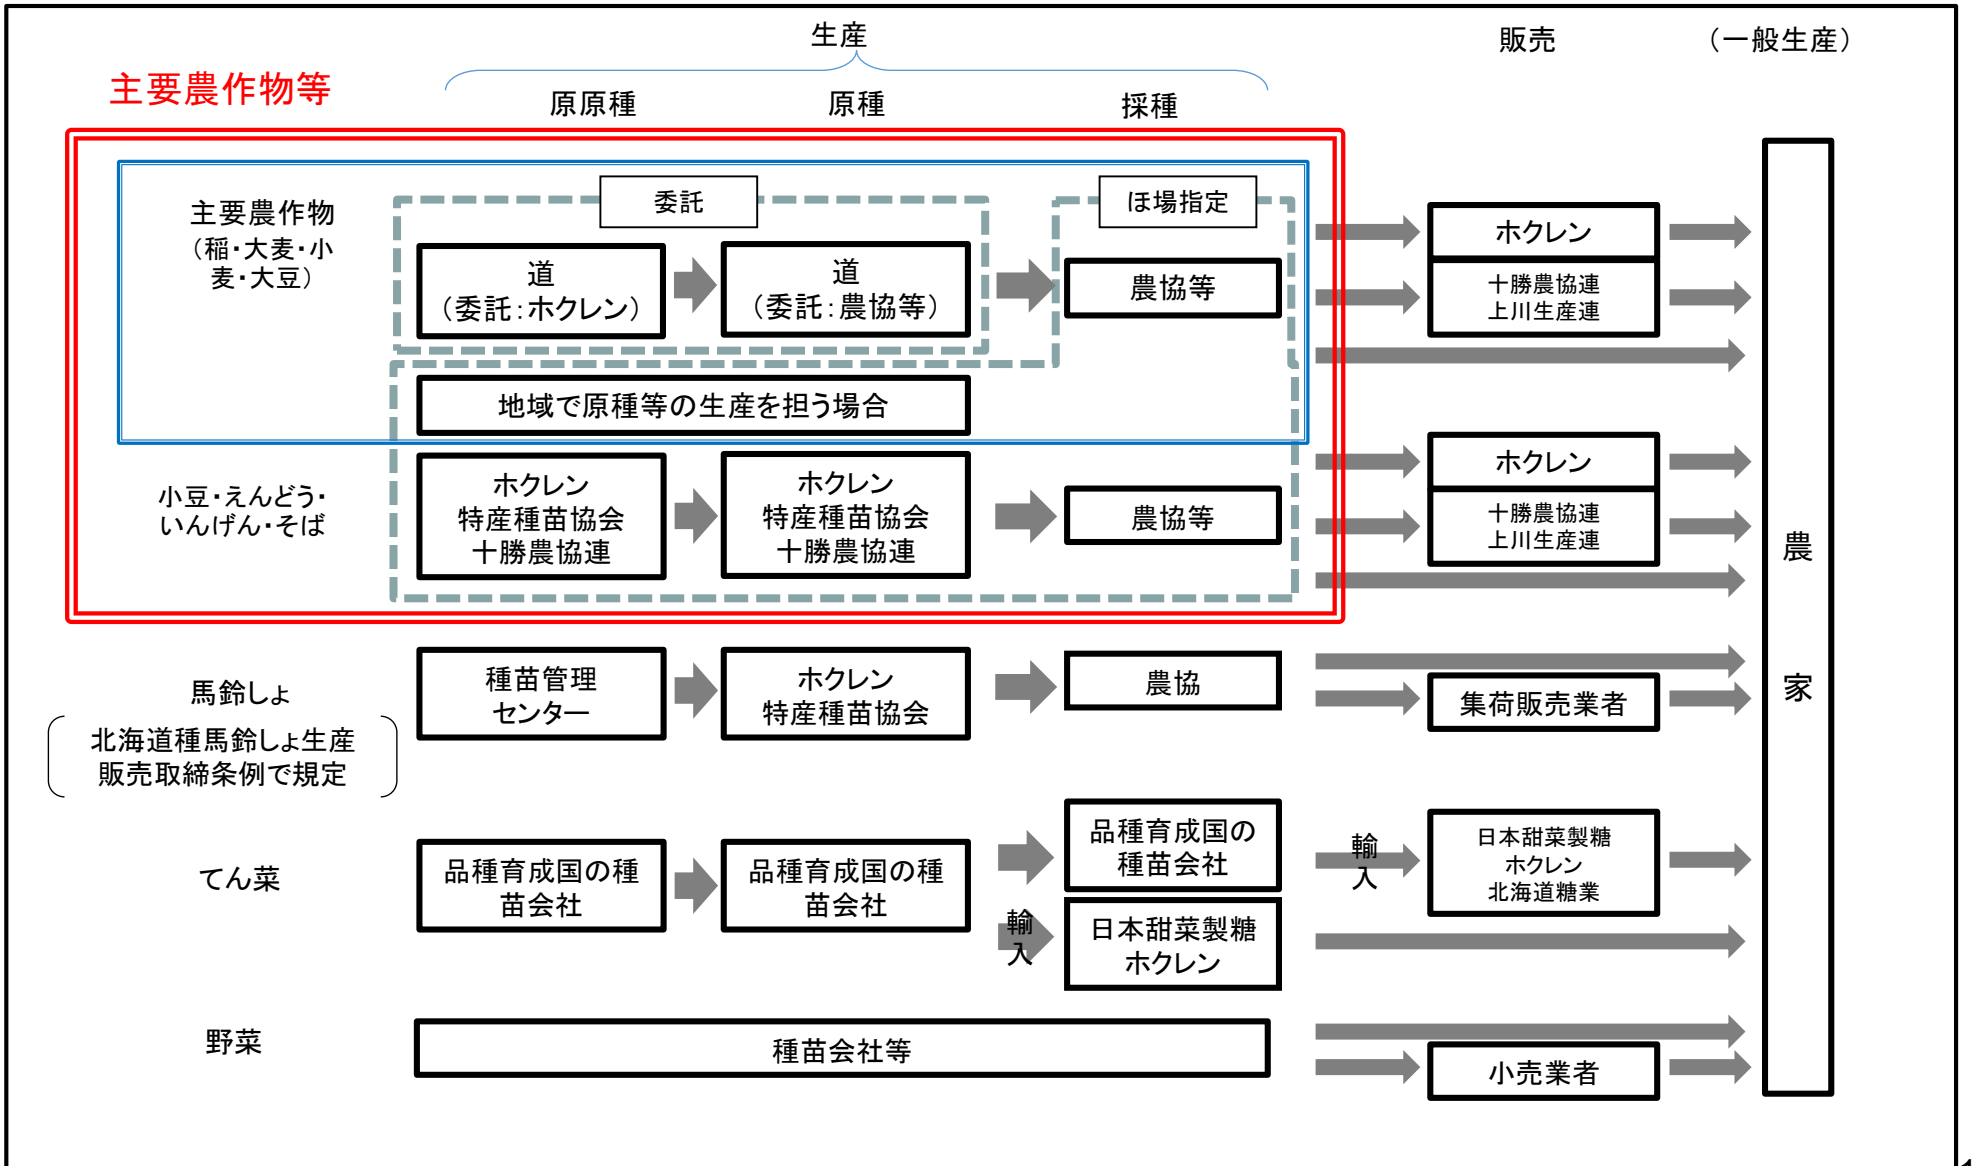 生産
販売
（一般生産）
主要農作物等
原原種
原種
採種
委託
ほ場指定
主要農作物
（稲・大麦・小
麦・大豆）
道
（委託：ホクレン）
道
（委託：農協等）
農協等
ホクレン
十勝農協連
上川生産連
地域で原種等の生産を担う場合
小豆・えんどう・
いんげん・そば
ホクレン
特産種苗協会
十勝農協連
ホクレン
特産種苗協会
十勝農協連
農協等
ホクレン
十勝農協連
上川生産連
農
家
馬鈴しょ
北海道種馬鈴しょ生産
販売取締条例で規定
種苗管理
センター
ホクレン
特産種苗協会
農協
集荷販売業者
てん菜
品種育成国の種
苗会社
品種育成国の種
苗会社
品種育成国の
種苗会社
輸
入
日本甜菜製糖
ホクレン
北海道糖業
輸
入
日本甜菜製糖
ホクレン
野菜
種苗会社等
小売業者